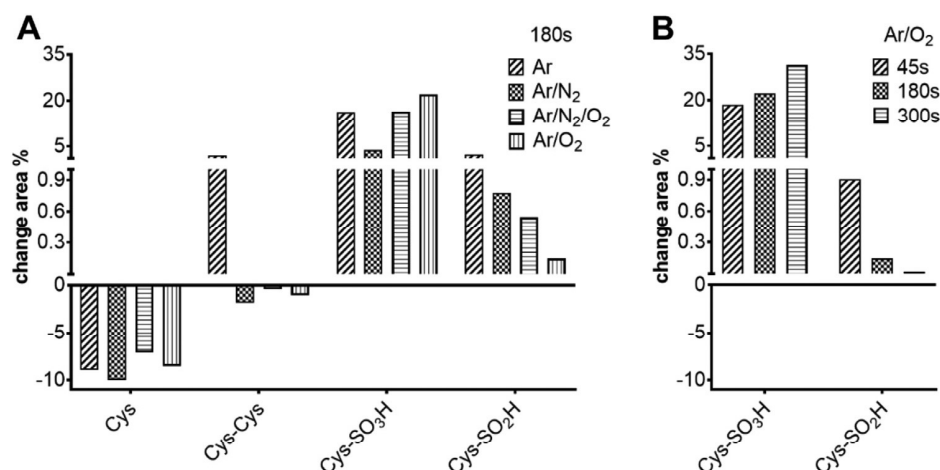 A
180s
Ar
Ar/N₂
Ar/N₂/O₂
Ar/O₂
change area %
35
20
5
0.9
0.6
0.3
0
-5
-10
Cys
Cys-Cys
Cys-SO₃H
Cys-SO₂H
B
Ar/O₂
45s
180s
300s
change area %
35
20
5
0.9
0.6
0.3
0
-5
-10
Cys-SO₃H
Cys-SO₂H